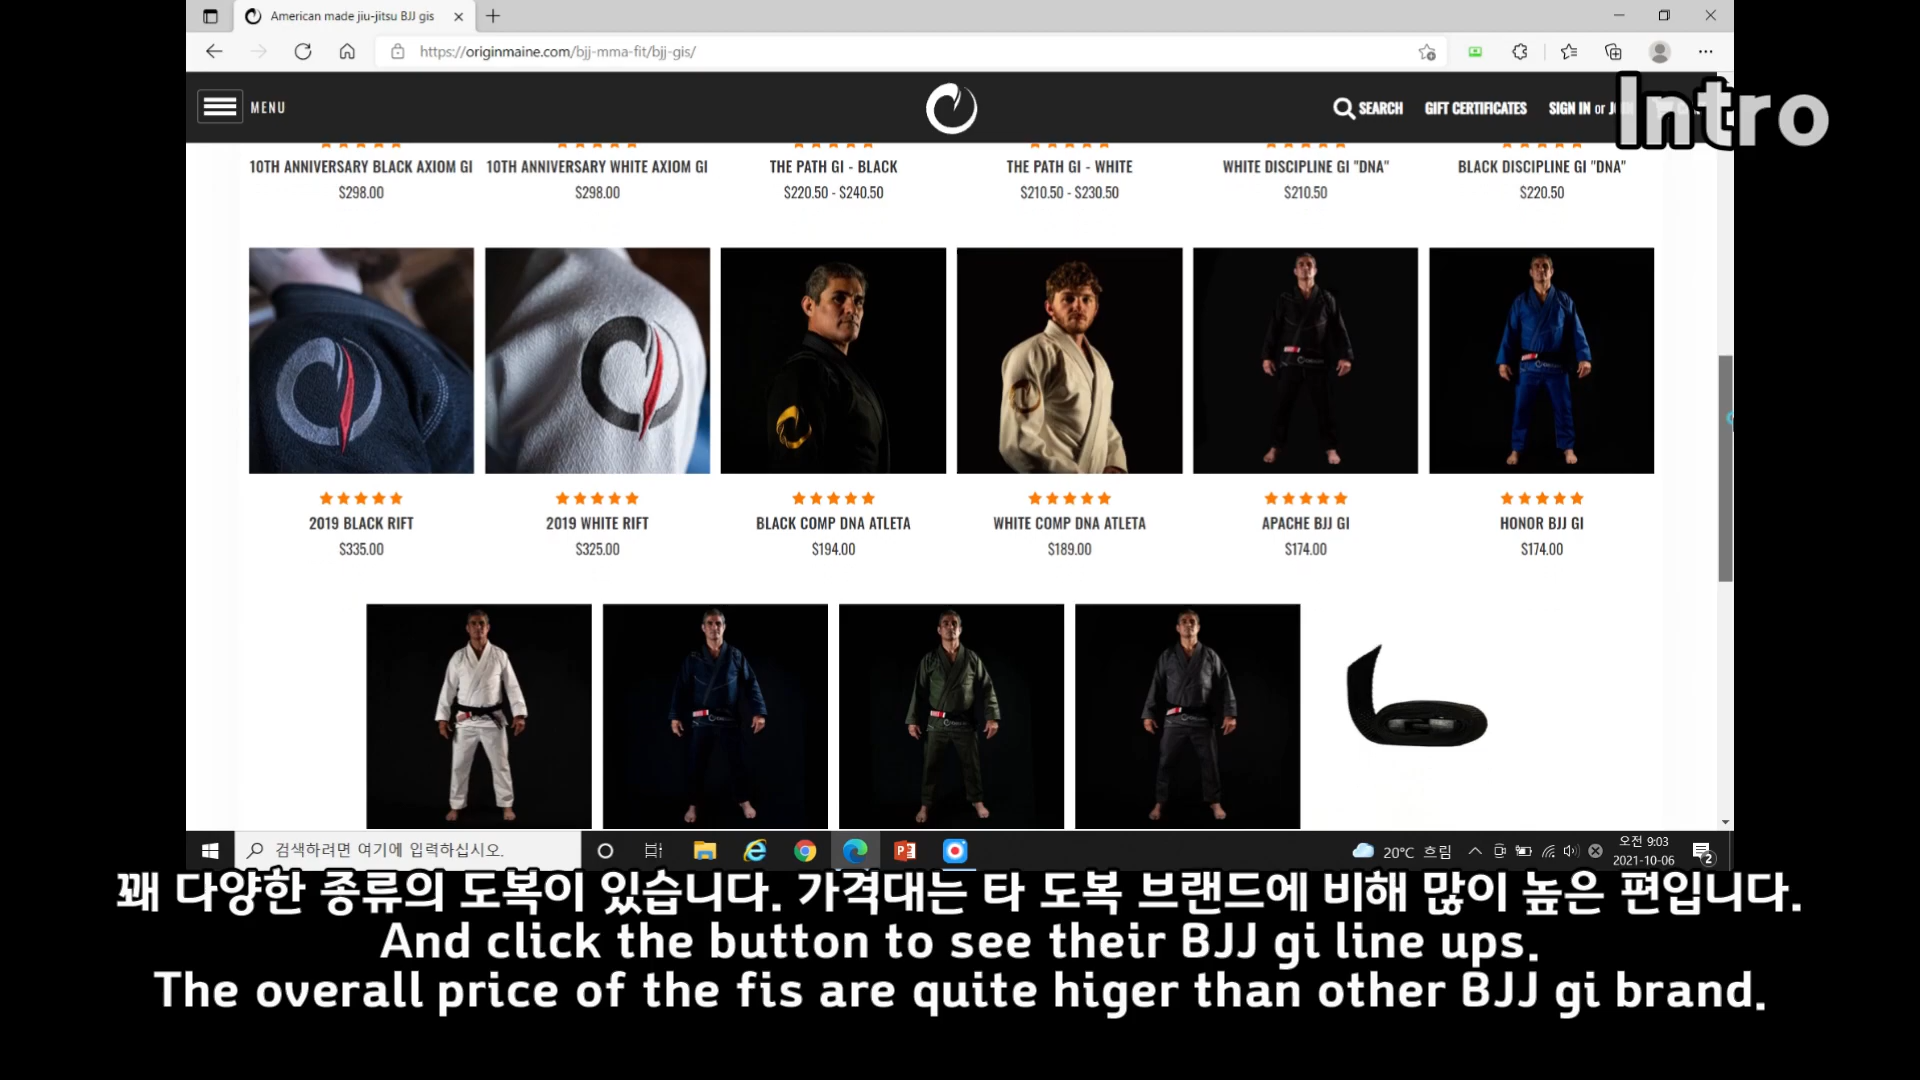 American made jiu-jitsu BJJ gis
https://originmaine.com/bjj-mma-fit/bjj-gis/
MENU
SEARCH
GIFT CERTIFICATES
SIGN IN or
Intro
10TH ANNIVERSARY BLACK AXIOM GI
10TH ANNIVERSARY WHITE AXIOM GI
THE PATH GI - BLACK
THE PATH GI - WHITE
WHITE DISCIPLINE GI "DNA"
BLACK DISCIPLINE GI "DNA"
$298.00
$298.00
$220.50 - $240.50
$210.50 - $230.50
$210.50
$220.50
2019 BLACK RIFT
2019 WHITE RIFT
BLACK COMP DNA ATLETA
WHITE COMP DNA ATLETA
APACHE BJJ GI
HONOR BJJ GI
$335.00
$325.00
$194.00
$189.00
$174.00
$174.00
검색하려면 여기에 입력하십시오.
20°C 흐림
오전 9:03
2021-10-06
2
꽤 다양한 종류의 도복이 있습니다. 가격대는 타 도복 브랜드에 비해 많이 높은 편입니다.
And click the button to see their BJJ gi line ups.
The overall price of the fis are quite higer than other BJJ gi brand.